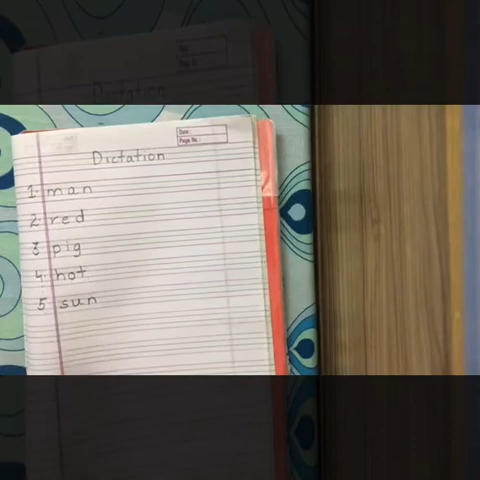 Date:
Page No.:
Dictation
1. man
2. red
3 pig
4. hot
5 sun